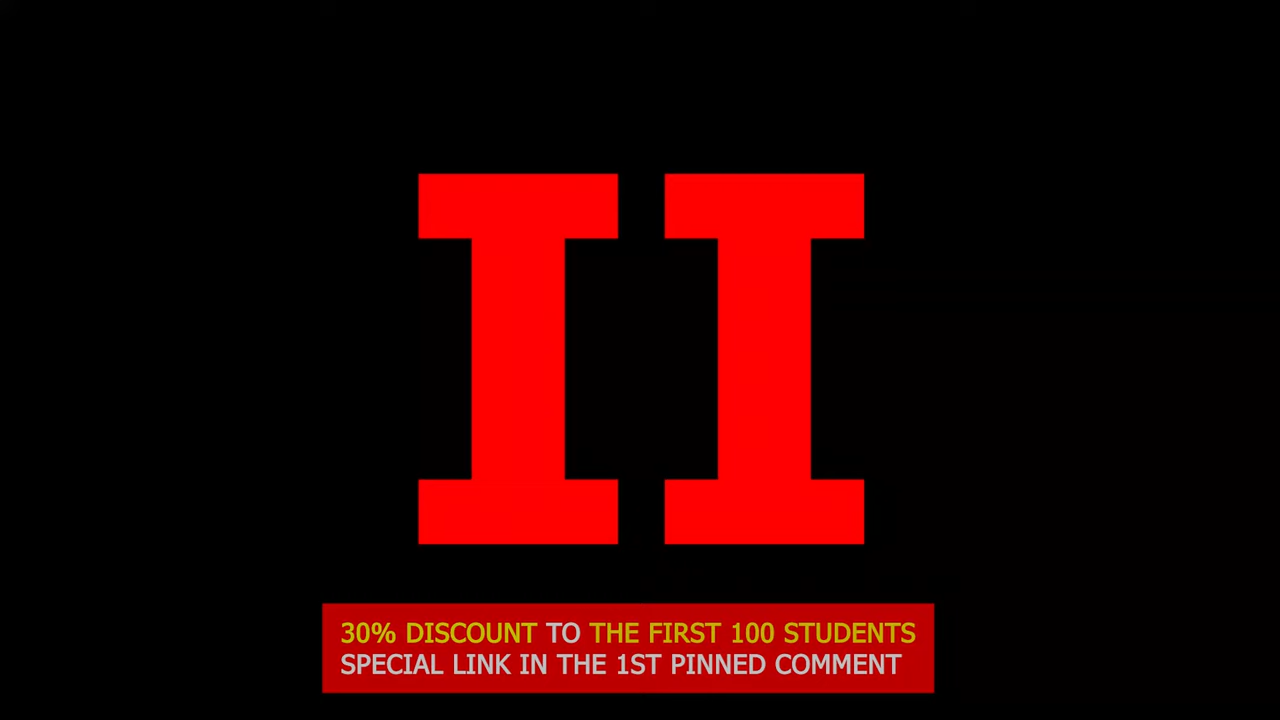 II
30% DISCOUNT TO THE FIRST 100 STUDENTS
SPECIAL LINK IN THE 1ST PINNED COMMENT